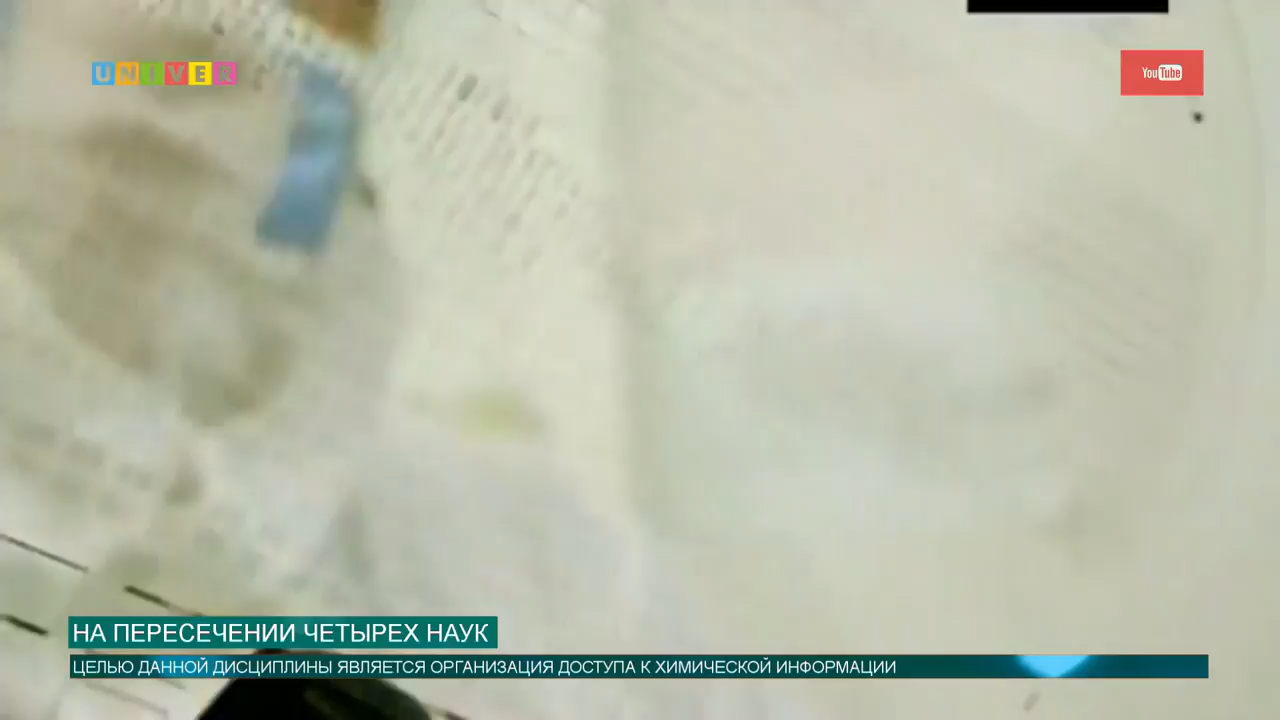 UNIVER
YouTube
НА ПЕРЕСЕЧЕНИИ ЧЕТЫРЕХ НАУК
ЦЕЛЬЮ ДАННОЙ ДИСЦИПЛИНЫ ЯВЛЯЕТСЯ ОРГАНИЗАЦИЯ ДОСТУПА К ХИМИЧЕСКОЙ ИНФОРМАЦИИ